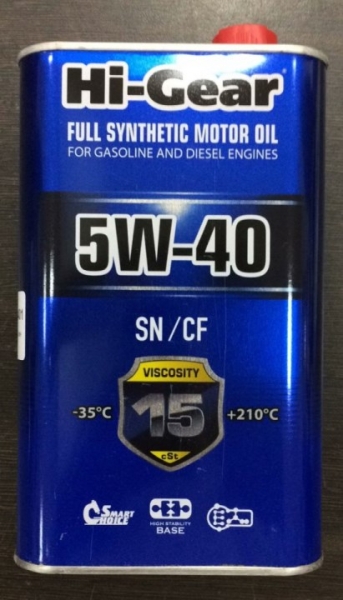 Hi-Gear
FULL SYNTHETIC MOTOR OIL
FOR GASOLINE AND DIESEL ENGINES
5W-40
SN/CF
VISCOSITY
-35°C
15
+210°C
cSt
SMART
CHOICE
HIGH STABILITY
BASE